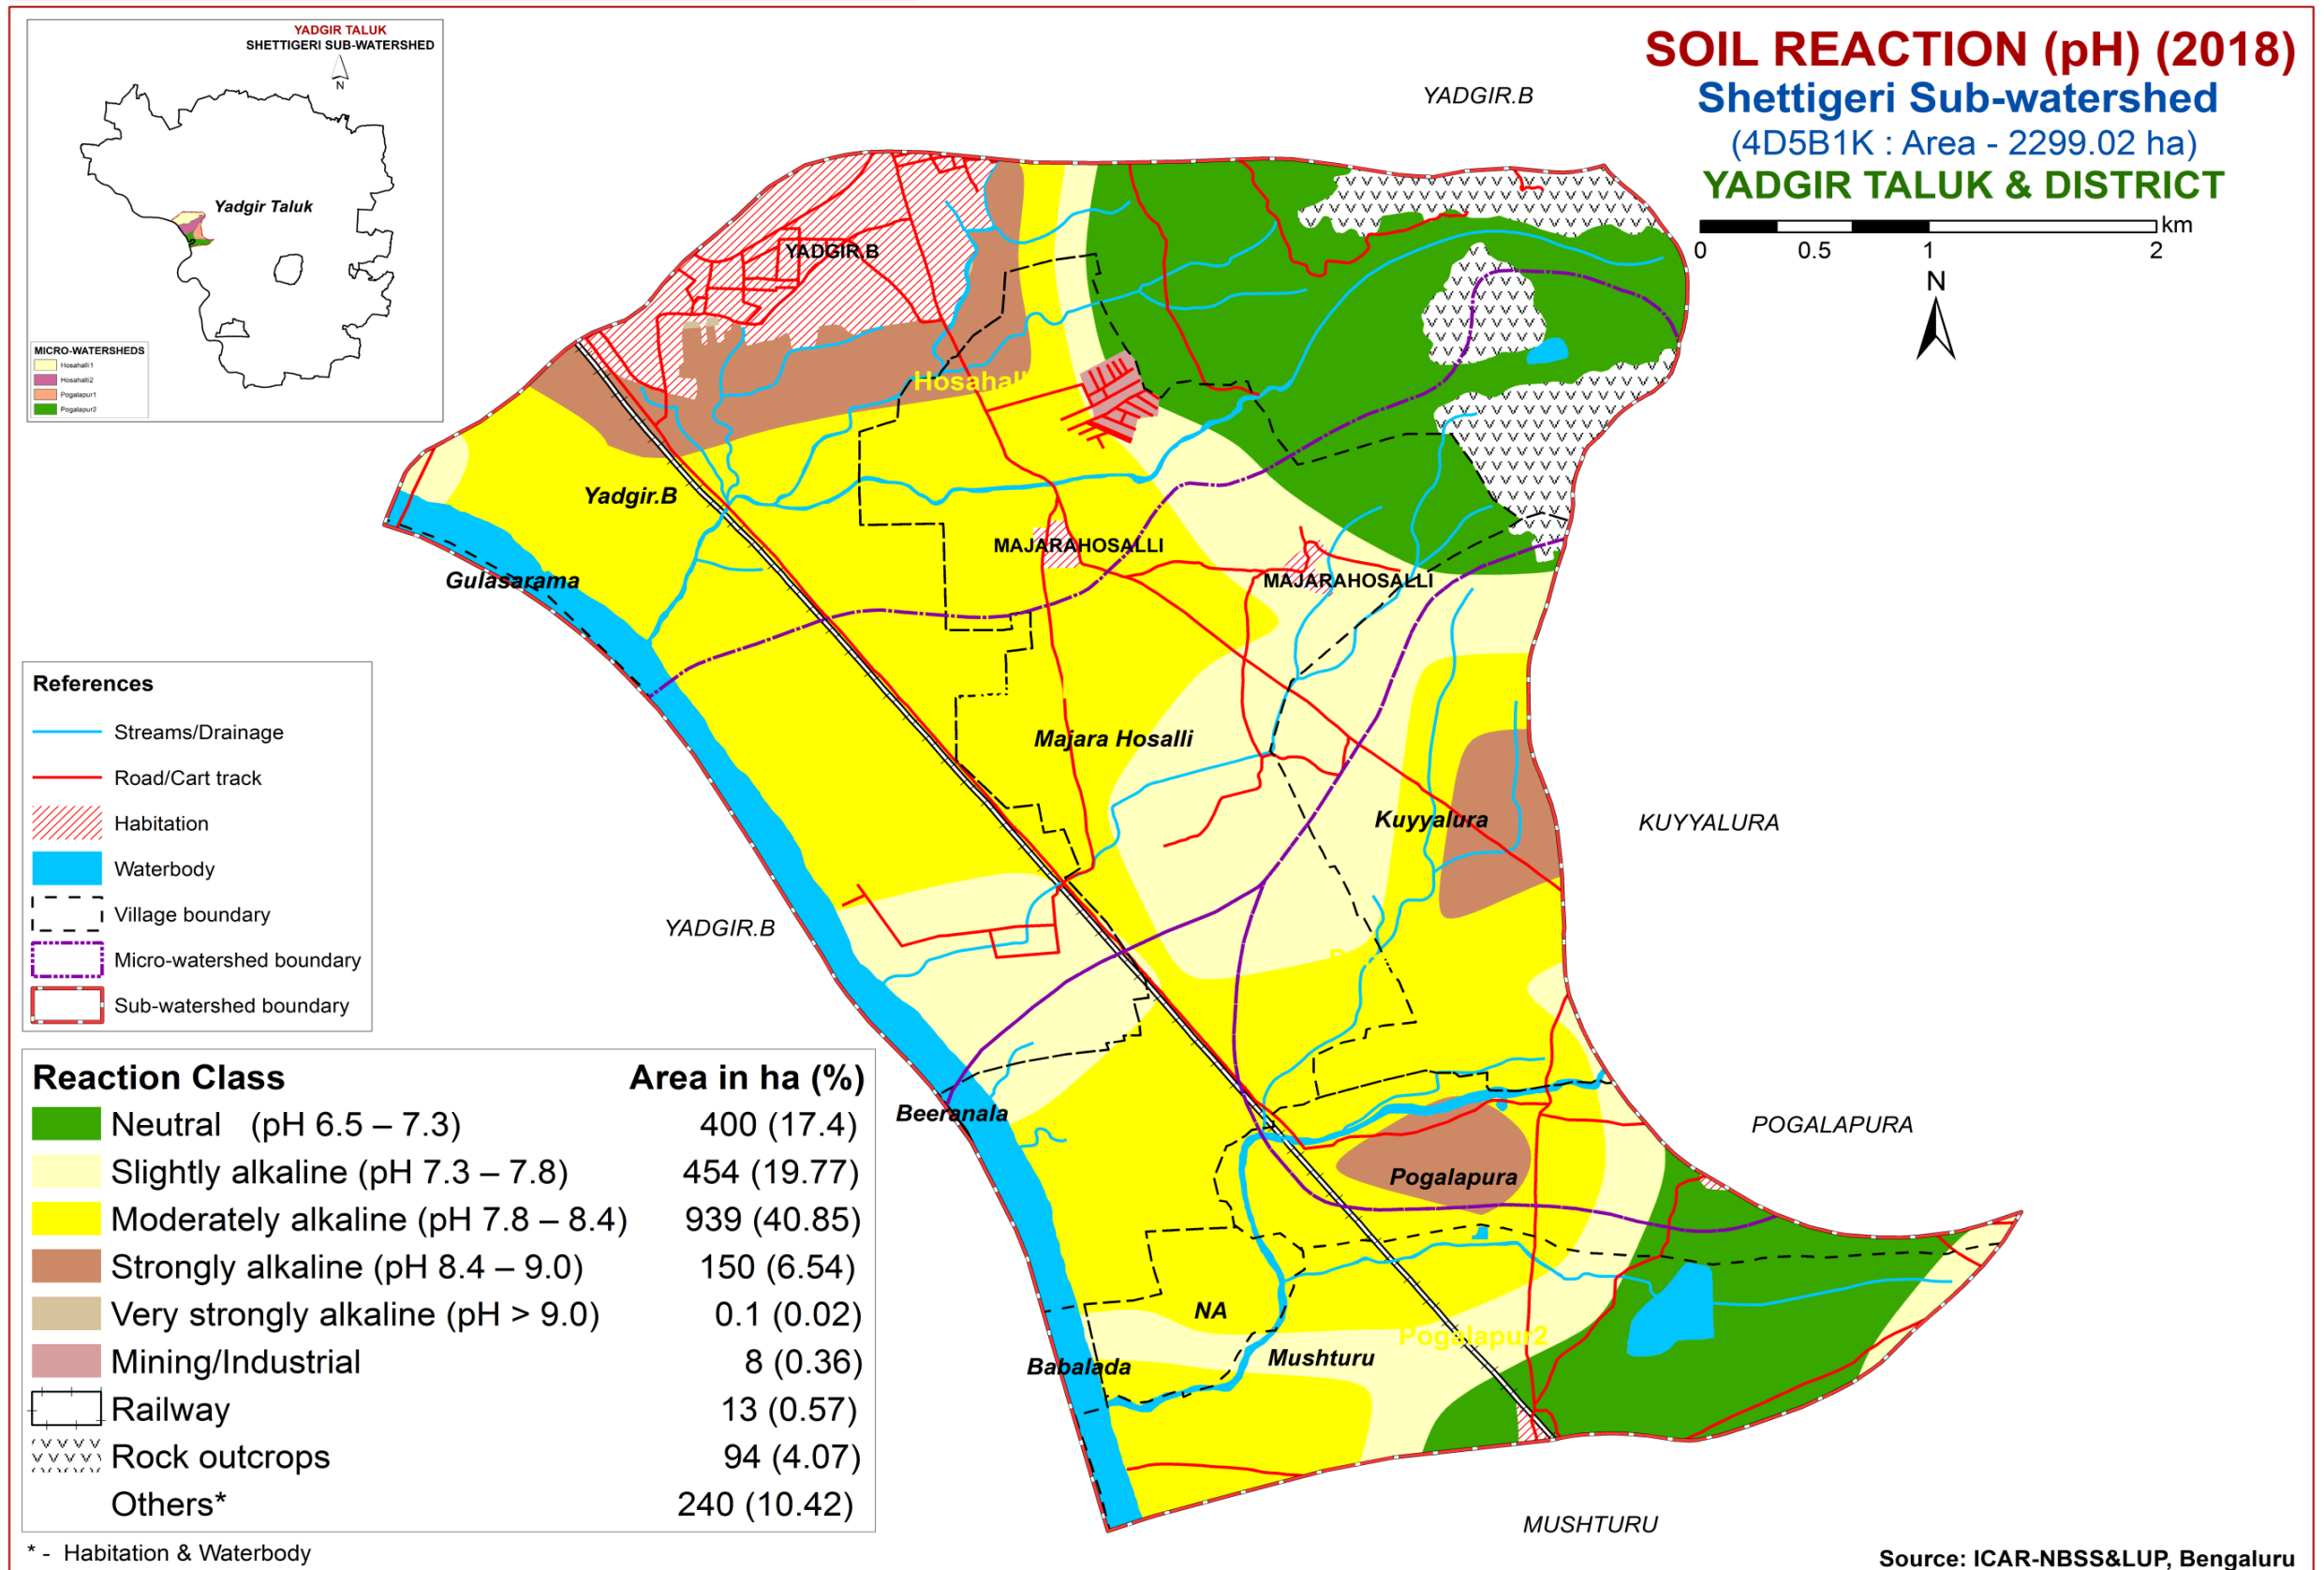 YADGIR TALUK
SHETTIGERI SUB-WATERSHED
N
Yadgir Taluk
MICRO-WATERSHEDS
Hosahalli1
Hosahalli2
Pogalapur1
Pogalapur2
SOIL REACTION (pH) (2018)
Shettigeri Sub-watershed
(4D5B1K : Area - 2299.02 ha)
YADGIR TALUK & DISTRICT
km
0 0.5 1 2
N
YADGIR.B
YADGIR.B
Hosahall
Yadgir.B
MAJARAHOSALLI
MAJARAHOSALLI
Gulasarama
Majara Hosalli
Kuyyalura
KUYYALURA
YADGIR.B
Beeranala
POGALAPURA
Pogalapura
NA
Pogalapur2
Mushturu
Babalada
MUSHTURU
References
Streams/Drainage
Road/Cart track
Habitation
Waterbody
Village boundary
Micro-watershed boundary
Sub-watershed boundary
Reaction Class Area in ha (%)
Neutral (pH 6.5 – 7.3) 400 (17.4)
Slightly alkaline (pH 7.3 – 7.8) 454 (19.77)
Moderately alkaline (pH 7.8 – 8.4) 939 (40.85)
Strongly alkaline (pH 8.4 – 9.0) 150 (6.54)
Very strongly alkaline (pH > 9.0) 0.1 (0.02)
Mining/Industrial 8 (0.36)
Railway 13 (0.57)
Rock outcrops 94 (4.07)
Others* 240 (10.42)
* - Habitation & Waterbody
Source: ICAR-NBSS&LUP, Bengaluru